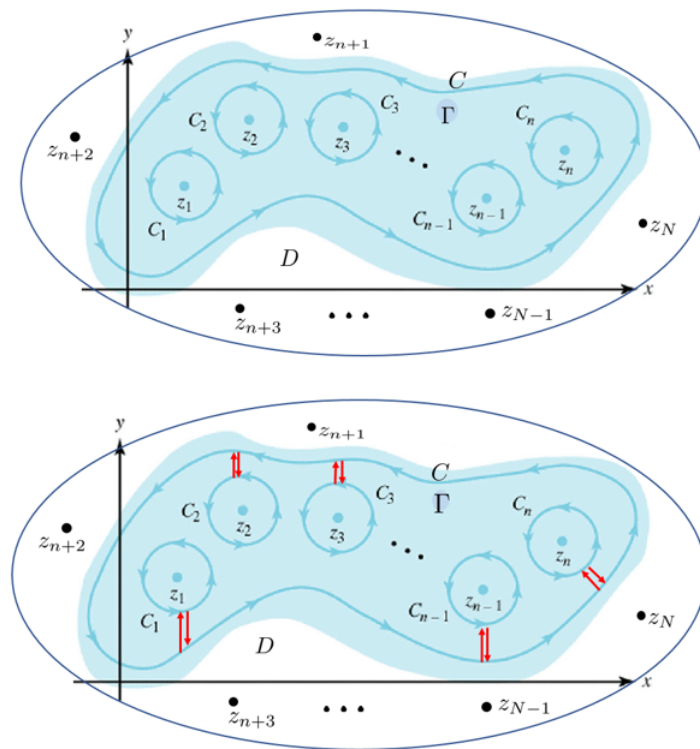 y
z_{n+1}
C
C_3
Γ
C_n
C_2
z_2
z_3
...
z_n
z_{n+2}
z_1
C_{n-1}
z_{n-1}
C_1
z_N
D
x
z_{n+3}
...
z_{N-1}
y
z_{n+1}
C
C_3
Γ
C_n
C_2
z_2
z_3
...
z_n
z_{n+2}
z_1
C_{n-1}
z_{n-1}
C_1
z_N
D
x
z_{n+3}
...
z_{N-1}